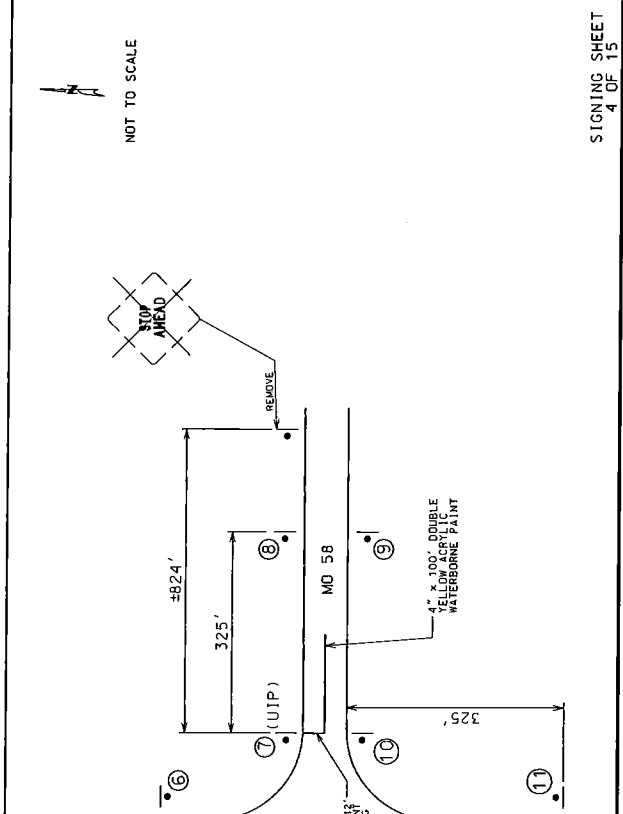 N
NOT TO SCALE
STOP
AHEAD
REMOVE
±824'
325'
8
MO 58
9
4" x 100' DOUBLE
YELLOW ACRYLIC
WATERBORNE PAINT
7 (UIP)
6
10
325'
12'
11
SIGNING SHEET
4 OF 15